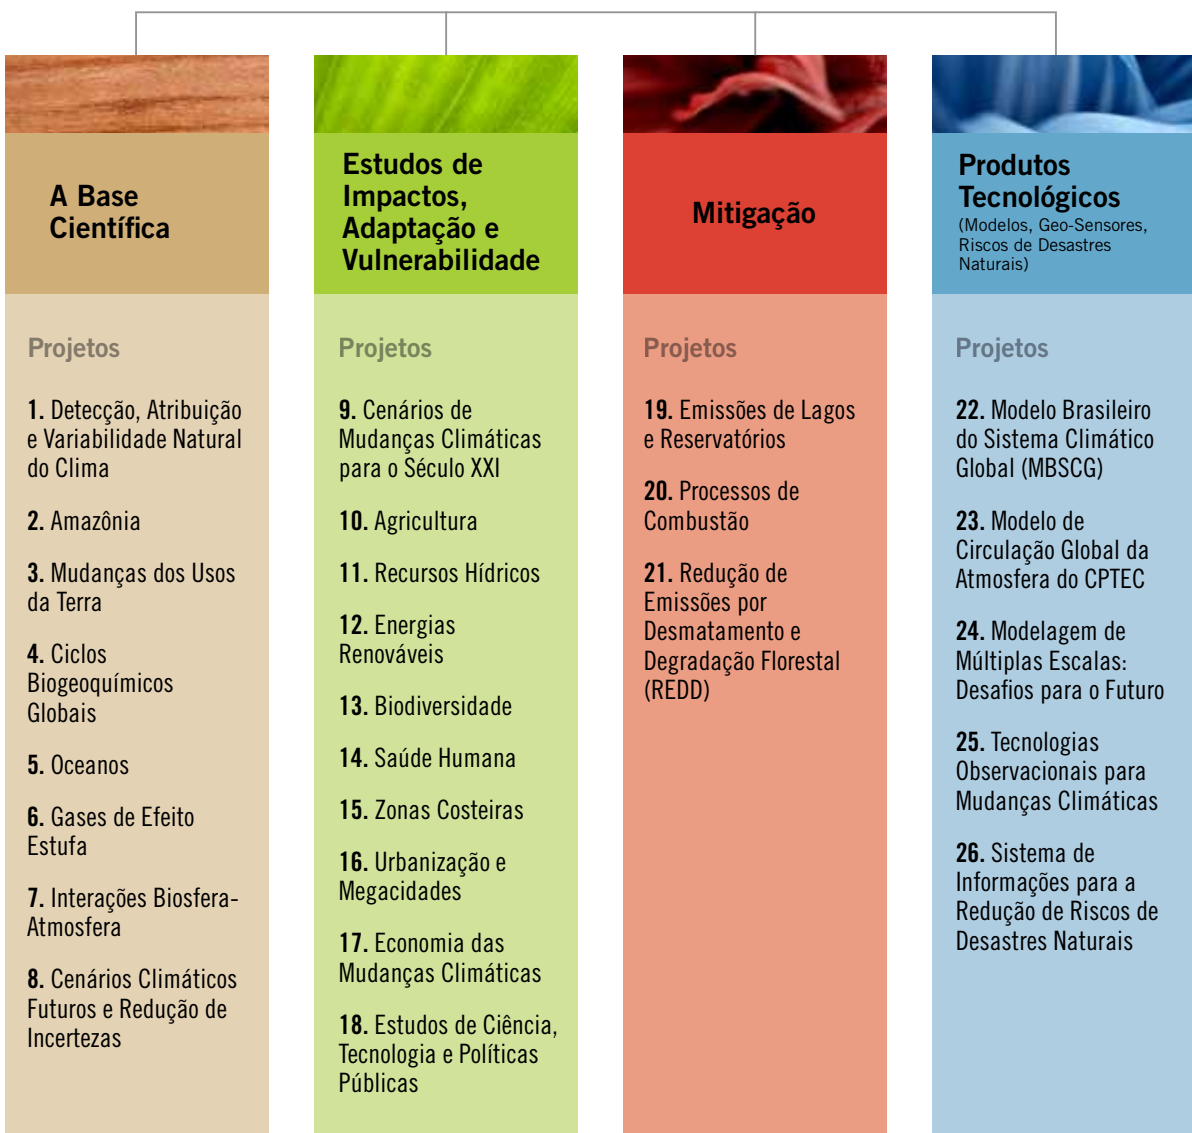 A Base
Científica
Projetos
1. Detecção, Atribuição
e Variabilidade Natural
do Clima
2. Amazônia
3. Mudanças dos Usos
da Terra
4. Ciclos
Biogeoquímicos
Globais
5. Oceanos
6. Gases de Efeito
Estufa
7. Interações Biosfera-
Atmosfera
8. Cenários Climáticos
Futuros e Redução de
Incertezas
Estudos de
Impactos,
Adaptação e
Vulnerabilidade
Projetos
9. Cenários de
Mudanças Climáticas
para o Século XXI
10. Agricultura
11. Recursos Hídricos
12. Energias
Renováveis
13. Biodiversidade
14. Saúde Humana
15. Zonas Costeiras
16. Urbanização e
Megacidades
17. Economia das
Mudanças Climáticas
18. Estudos de Ciência,
Tecnologia e Políticas
Públicas
Mitigação
Projetos
19. Emissões de Lagos
e Reservatórios
20. Processos de
Combustão
21. Redução de
Emissões por
Desmatamento e
Degradação Florestal
(REDD)
Produtos
Tecnológicos
(Modelos, Geo-Sensores,
Riscos de Desastres
Naturais)
Projetos
22. Modelo Brasileiro
do Sistema Climático
Global (MBSCG)
23. Modelo de
Circulação Global da
Atmosfera do CPTEC
24. Modelagem de
Múltiplas Escalas:
Desafios para o Futuro
25. Tecnologias
Observacionais para
Mudanças Climáticas
26. Sistema de
Informações para a
Redução de Riscos de
Desastres Naturais